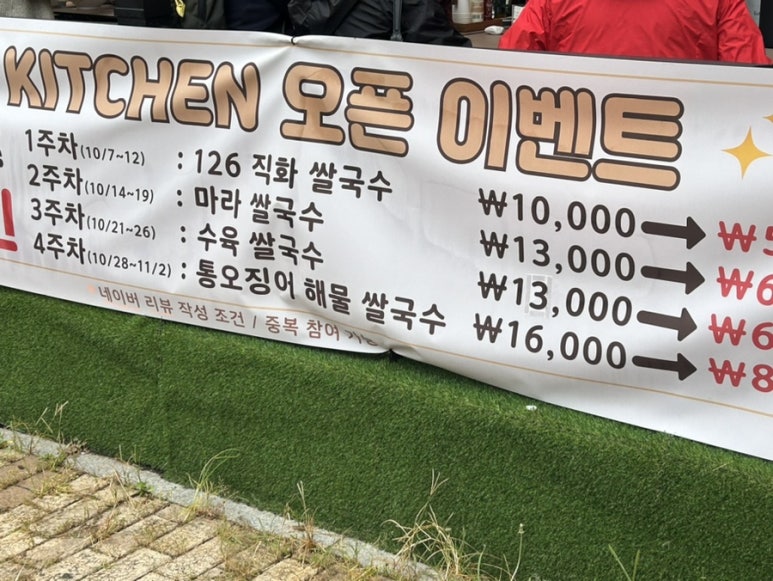 KITCHEN 오픈 이벤트
1주차(10/7~12) : 126 직화 쌀국수 ₩10,000
2주차(10/14~19) : 마라 쌀국수 ₩13,000
3주차(10/21~26) : 수육 쌀국수 ₩13,000
4주차(10/28~11/2) : 통오징어 해물 쌀국수 ₩16,000
*네이버 리뷰 작성 조건 / 중복 참여